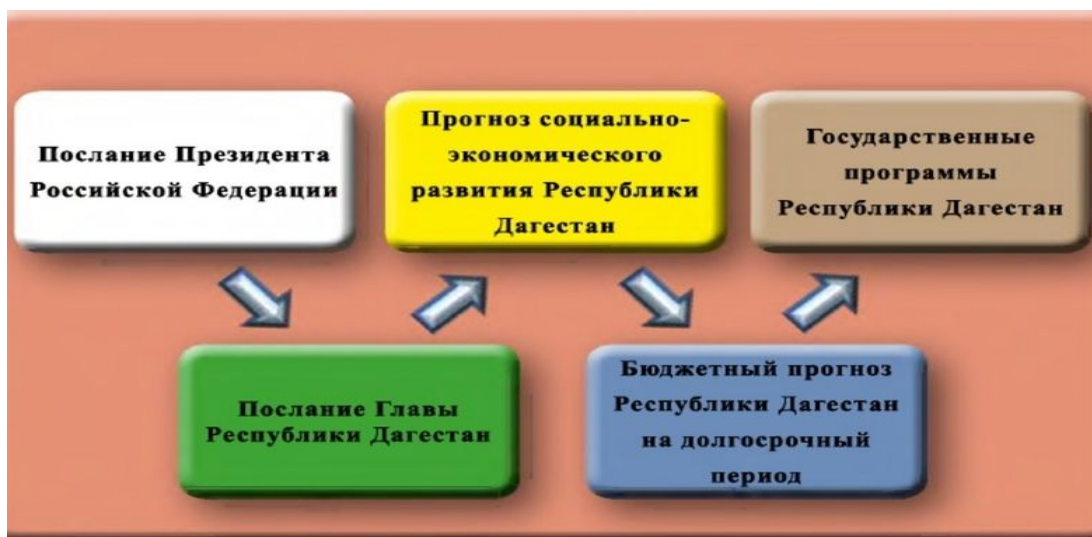 Послание Президента
Российской Федерации
Прогноз социально-
экономического
развития Республики
Дагестан
Государственные
программы
Республики Дагестан
Послание Главы
Республики Дагестан
Бюджетный прогноз
Республики Дагестан
на долгосрочный
период